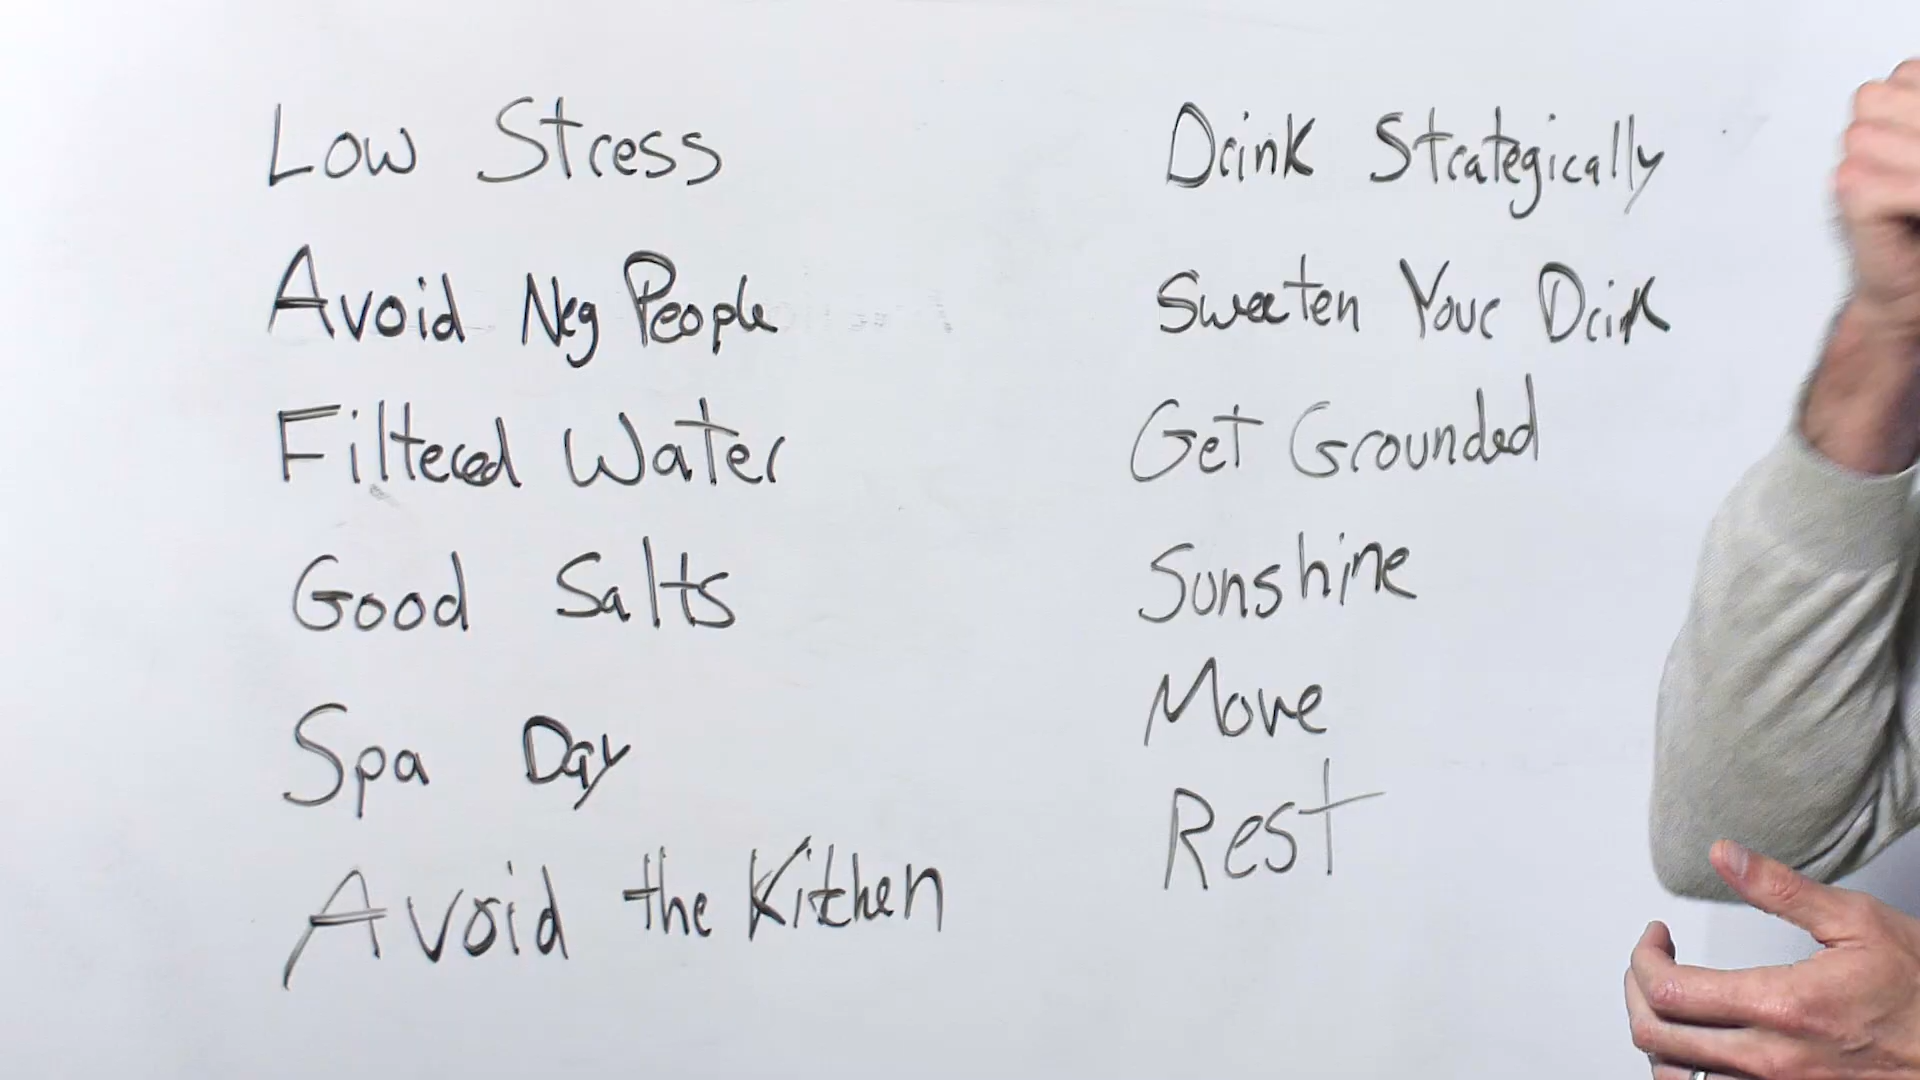 Low Stress
Avoid Neg People
Filtered Water
Good Salts
Spa Day
Avoid the Kitchen
Drink Strategically
Sweeten Your Drink
Get Grounded
Sunshine
Move
Rest